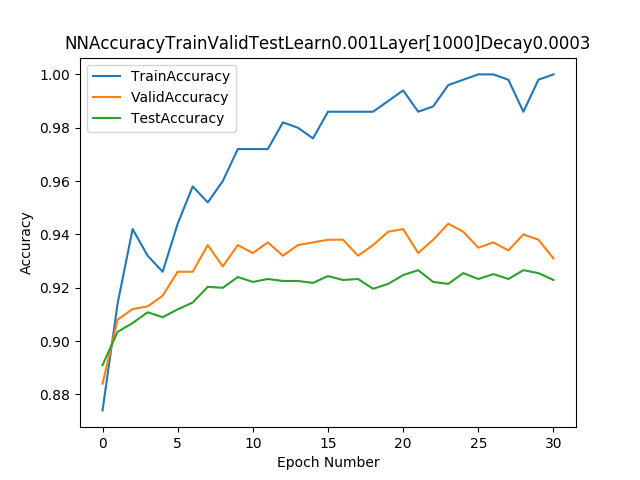 NNAccuracyTrainValidTestLearn0.001Layer[1000]Decay0.0003
1.00
0.98
0.96
0.94
0.92
0.90
0.88
Accuracy
TrainAccuracy
ValidAccuracy
TestAccuracy
0 5 10 15 20 25 30
Epoch Number